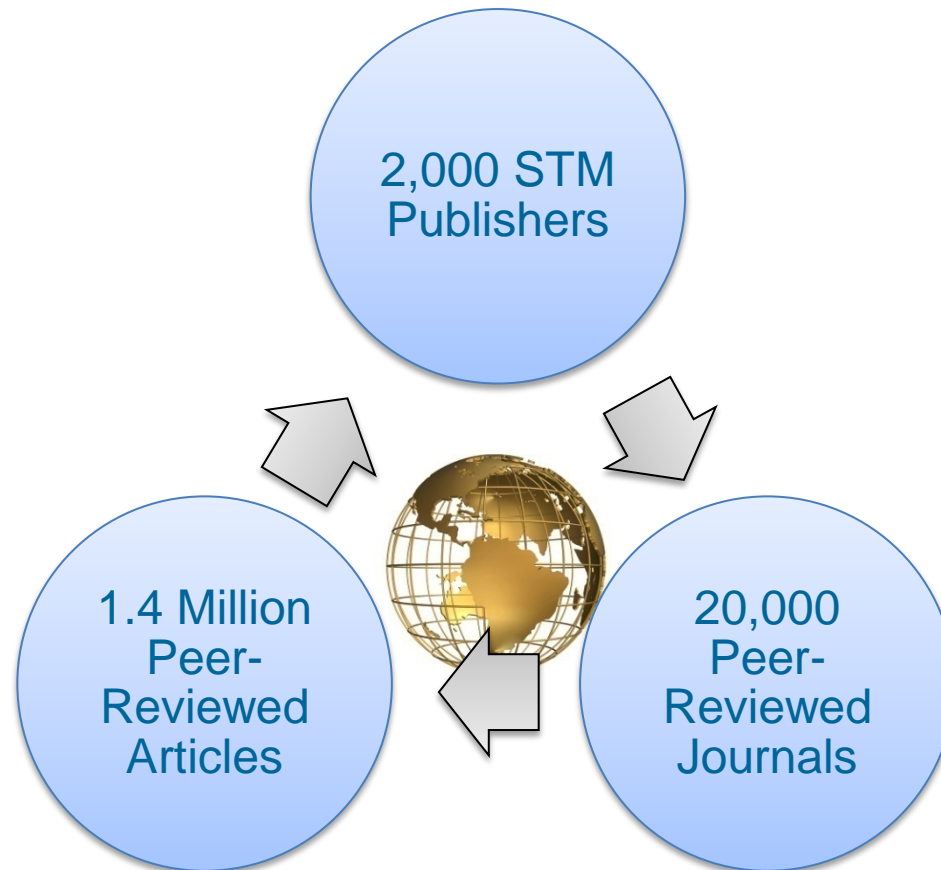 2,000 STM
Publishers
1.4 Million
Peer-
Reviewed
Articles
20,000
Peer-
Reviewed
Journals